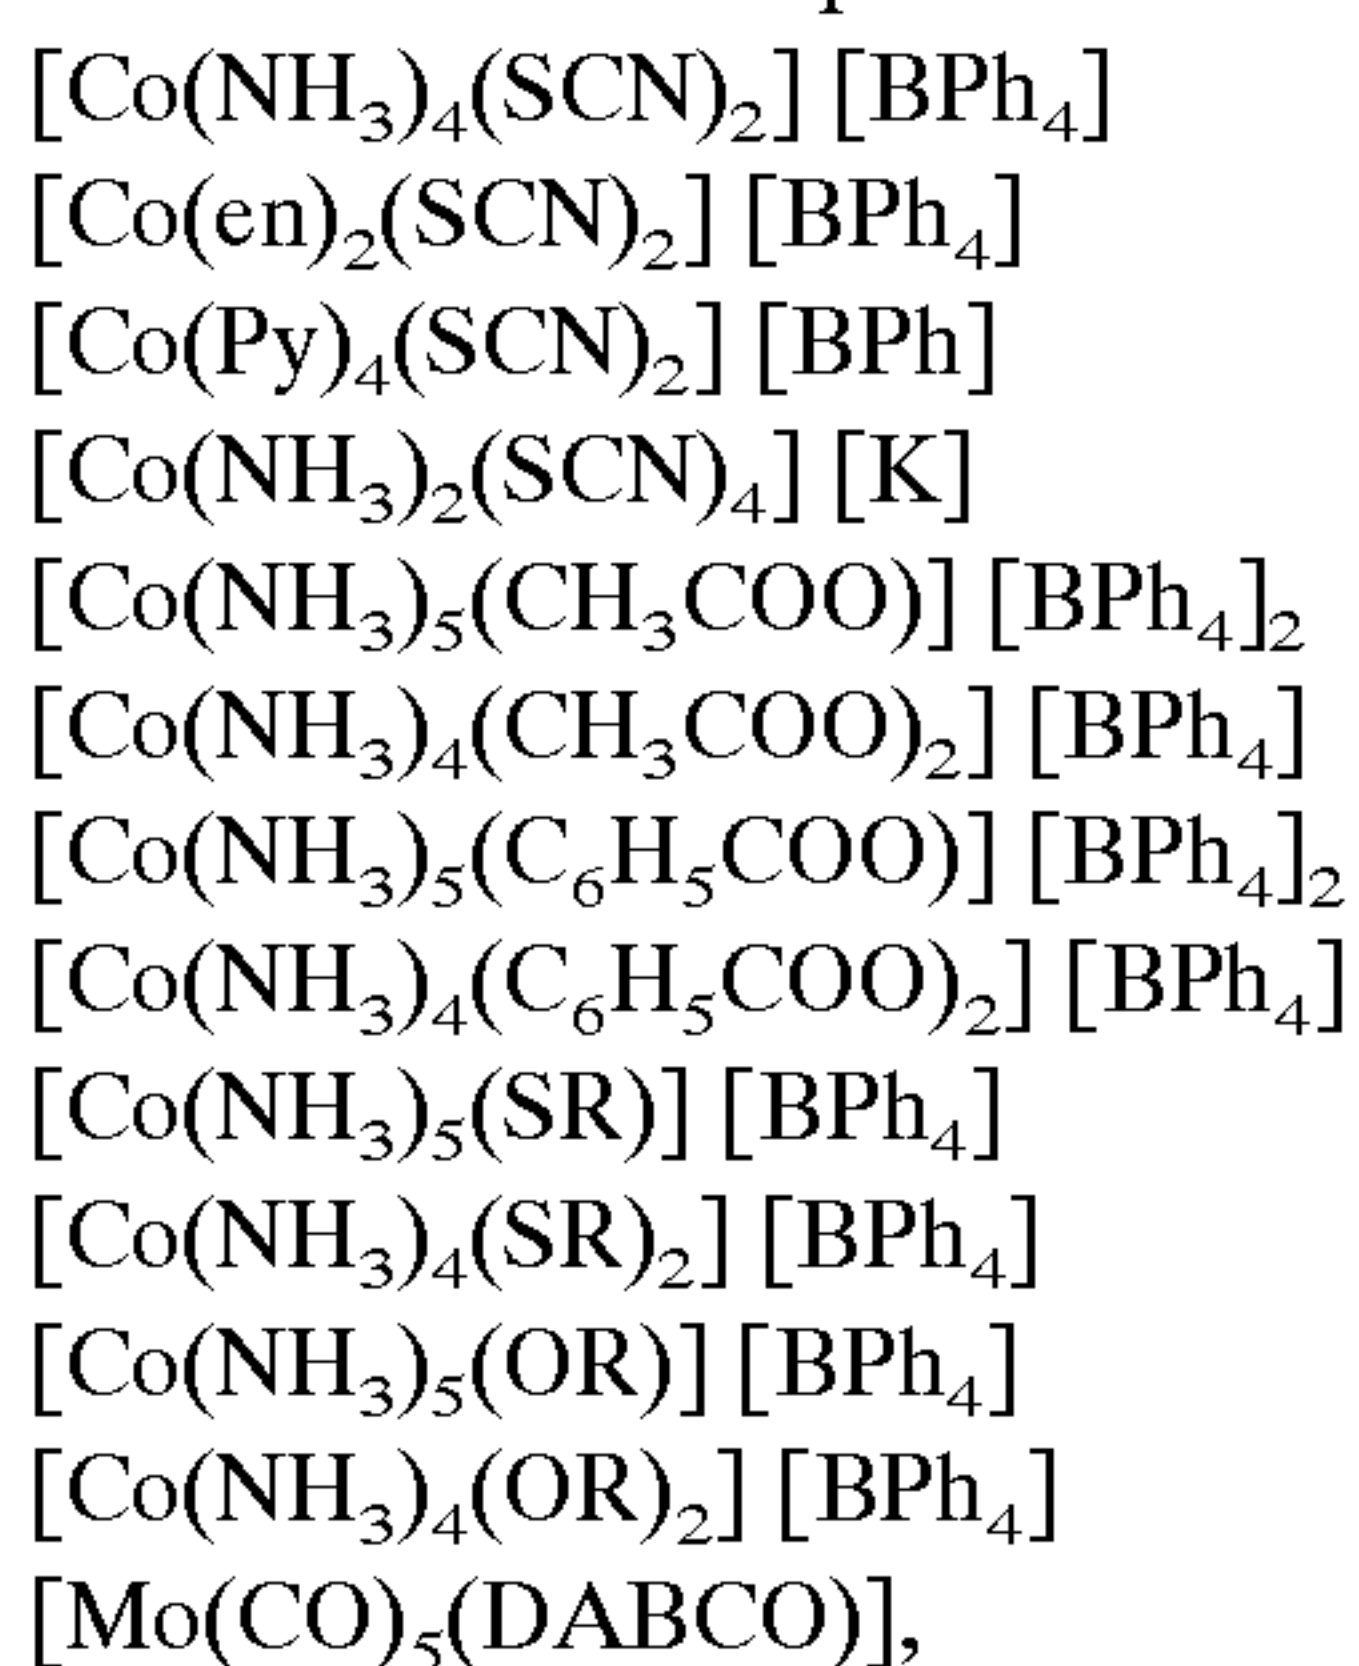 [Co(NH₃)₄(SCN)₂] [BPh₄]
[Co(en)₂(SCN)₂] [BPh₄]
[Co(Py)₄(SCN)₂] [BPh]
[Co(NH₃)₂(SCN)₄] [K]
[Co(NH₃)₅(CH₃COO)] [BPh₄]₂
[Co(NH₃)₄(CH₃COO)₂] [BPh₄]
[Co(NH₃)₅(C₆H₅COO)] [BPh₄]₂
[Co(NH₃)₄(C₆H₅COO)₂] [BPh₄]
[Co(NH₃)₅(SR)] [BPh₄]
[Co(NH₃)₄(SR)₂] [BPh₄]
[Co(NH₃)₅(OR)] [BPh₄]
[Co(NH₃)₄(OR)₂] [BPh₄]
[Mo(CO)₅(DABCO)],